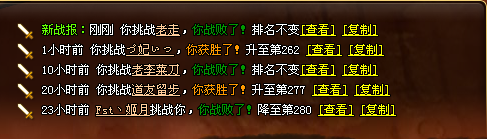 新战报：刚刚 你挑战老走，你战败了！ 排名不变[查看] [复制]
1小时前 你挑战づ妃いつ，你获胜了！ 升至第262 [查看] [复制]
10小时前 你挑战老李菜刀，你战败了！ 排名不变[查看] [复制]
20小时前 你挑战道友留步，你获胜了！ 升至第277 [查看] [复制]
23小时前 Fst丶姬月挑战你，你战败了！ 降至第280 [查看] [复制]